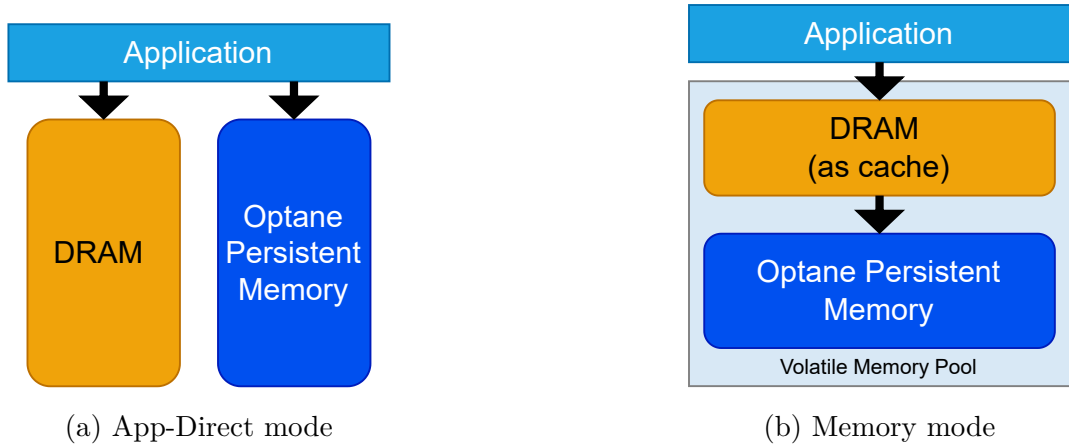 Application
DRAM
Optane
Persistent
Memory
(a) App-Direct mode
Application
DRAM
(as cache)
Optane Persistent
Memory
Volatile Memory Pool
(b) Memory mode